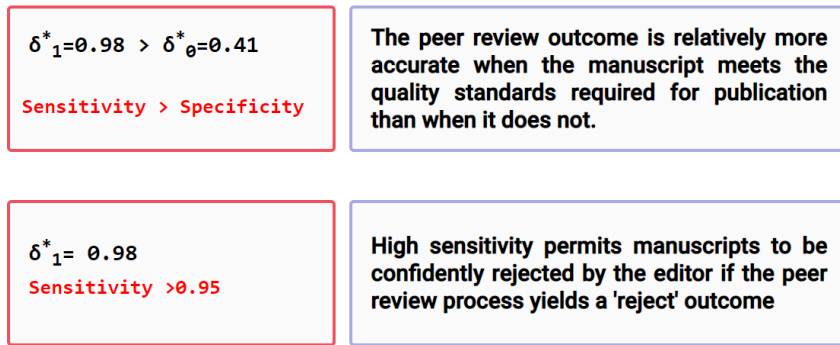 δ*₁=0.98 > δ*₀=0.41
Sensitivity > Specificity
The peer review outcome is relatively more
accurate when the manuscript meets the
quality standards required for publication
than when it does not.
δ*₁= 0.98
Sensitivity >0.95
High sensitivity permits manuscripts to be
confidently rejected by the editor if the peer
review process yields a 'reject' outcome